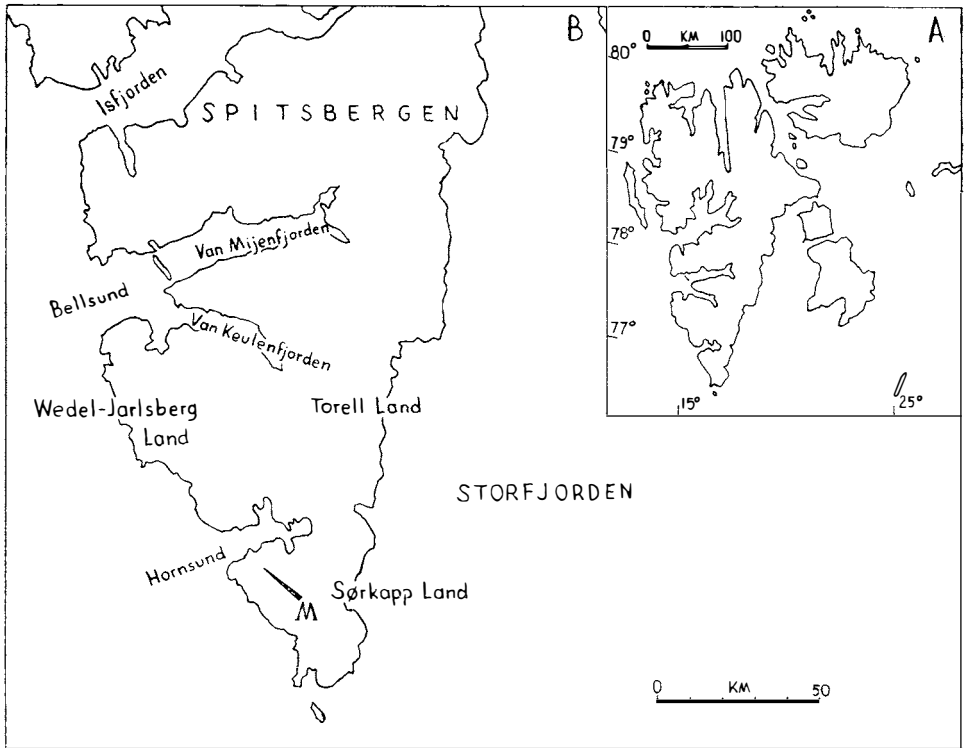 B
Isfjorden
SPITSBERGEN
Van Mijenfjorden
Bellsund
Van Keulenfjorden
Wedel-Jarlsberg
Land
Torell Land
STORFJORDEN
Hornsund
Sørkapp Land
M
0 KM 50
A
0 KM 100
80°
79°
78°
77°
15°
25°